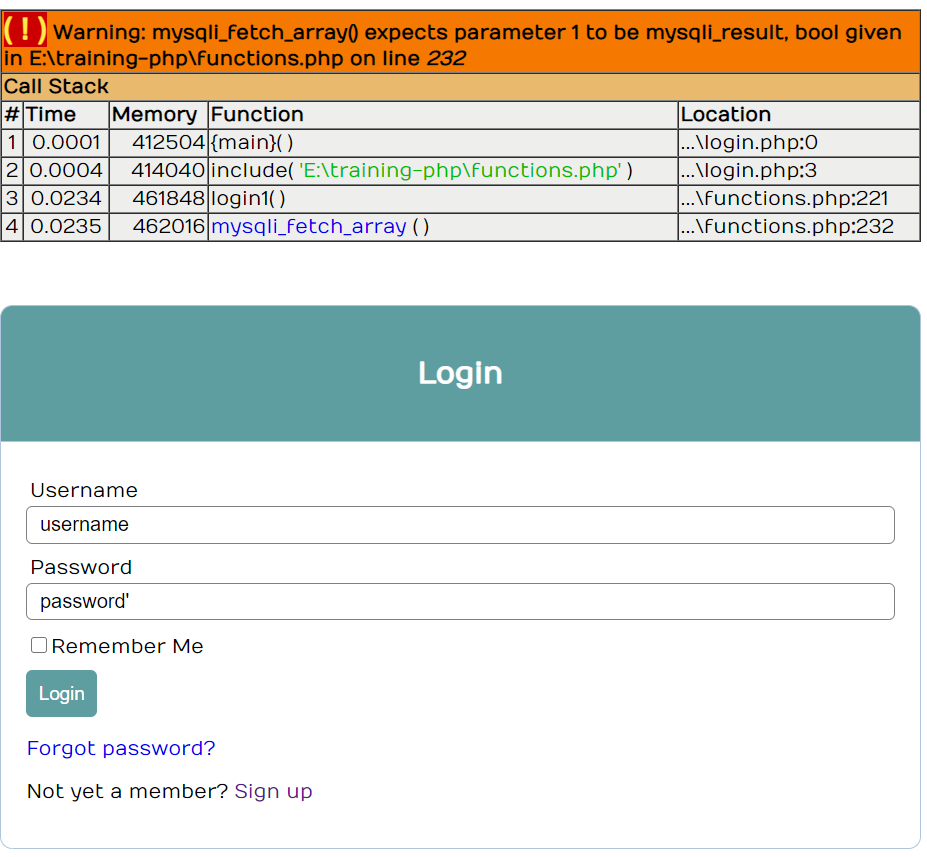 ( ! ) Warning: mysqli_fetch_array() expects parameter 1 to be mysqli_result, bool given
in E:\training-php\functions.php on line 232
Call Stack
# Time Memory Function Location
1 0.0001 412504 {main}( ) ...\login.php:0
2 0.0004 414040 include( 'E:\training-php\functions.php' ) ...\login.php:3
3 0.0234 461848 login1( ) ...\functions.php:221
4 0.0235 462016 mysqli_fetch_array ( ) ...\functions.php:232
Login
Username
username
Password
password'
Remember Me
Login
Forgot password?
Not yet a member? Sign up